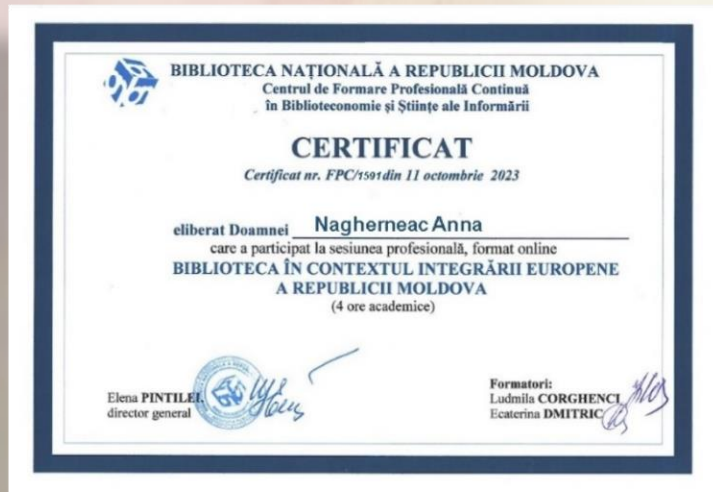 BIBLIOTECA NAȚIONALĂ A REPUBLICII MOLDOVA
Centrul de Formare Profesională Continuă
în Biblioteconomie și Științe ale Informării
CERTIFICAT
Certificat nr. FPC/1591 din 11 octombrie 2023
eliberat Doamnei Nagherneac Anna
care a participat la sesiunea profesională, format online
BIBLIOTECA ÎN CONTEXTUL INTEGRĂRII EUROPENE
A REPUBLICII MOLDOVA
(4 ore academice)
Elena PINTILEI,
director general
Formatori:
Ludmila CORGHENCI
Ecaterina DMITRIC